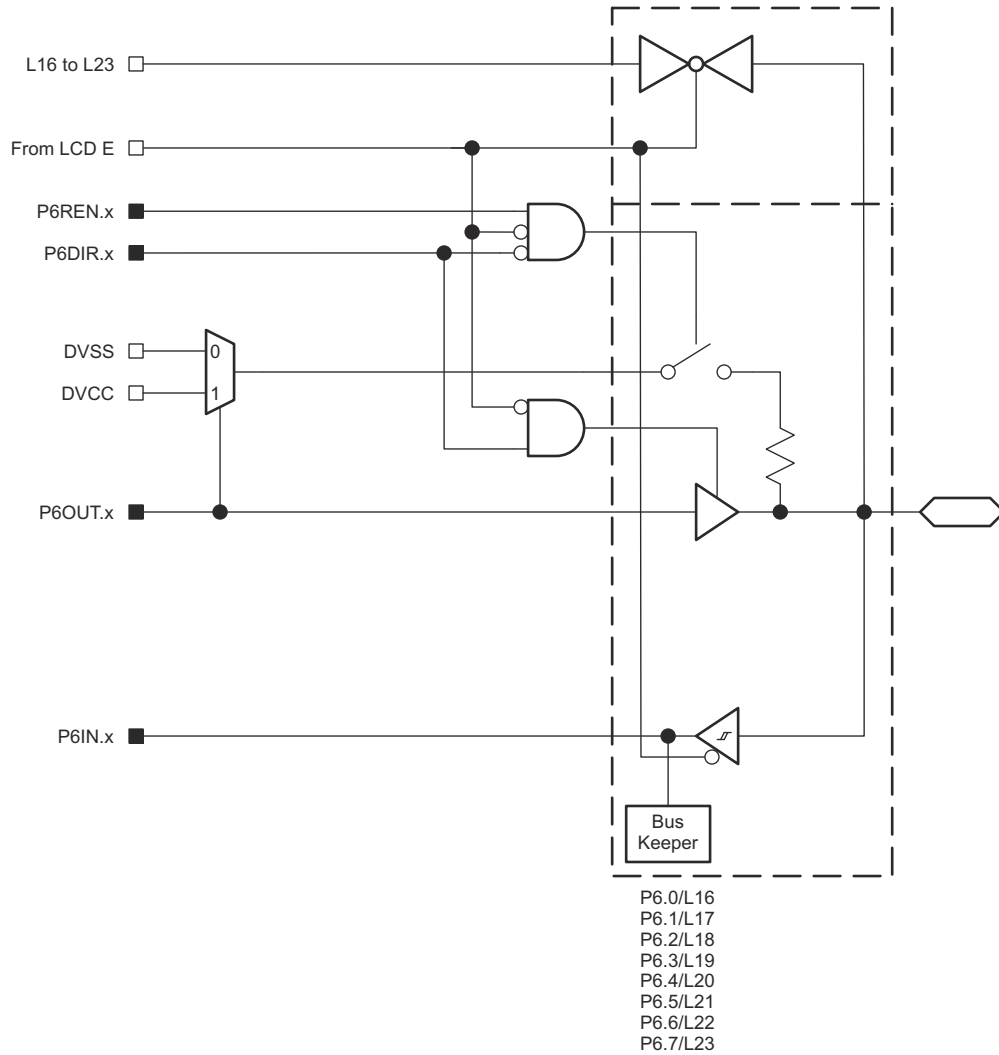 L16 to L23
From LCD E
P6REN.x
P6DIR.x
DVSS
0
DVCC
1
P6OUT.x
P6IN.x
Bus
Keeper
P6.0/L16
P6.1/L17
P6.2/L18
P6.3/L19
P6.4/L20
P6.5/L21
P6.6/L22
P6.7/L23